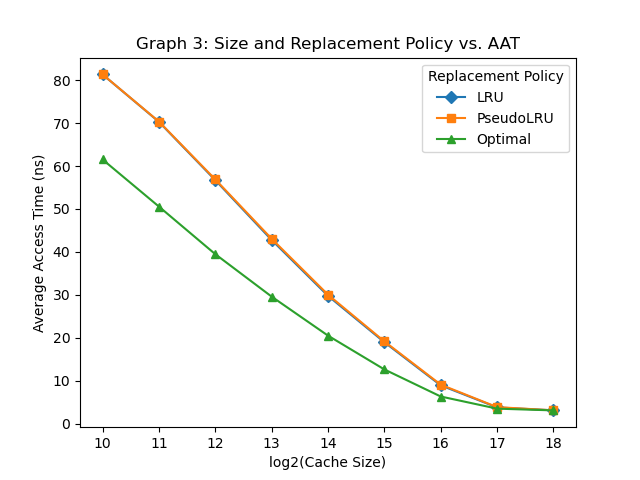 Graph 3: Size and Replacement Policy vs. AAT
Replacement Policy
LRU
PseudoLRU
Optimal
Average Access Time (ns)
80
70
60
50
40
30
20
10
0
10 11 12 13 14 15 16 17 18
log2(Cache Size)